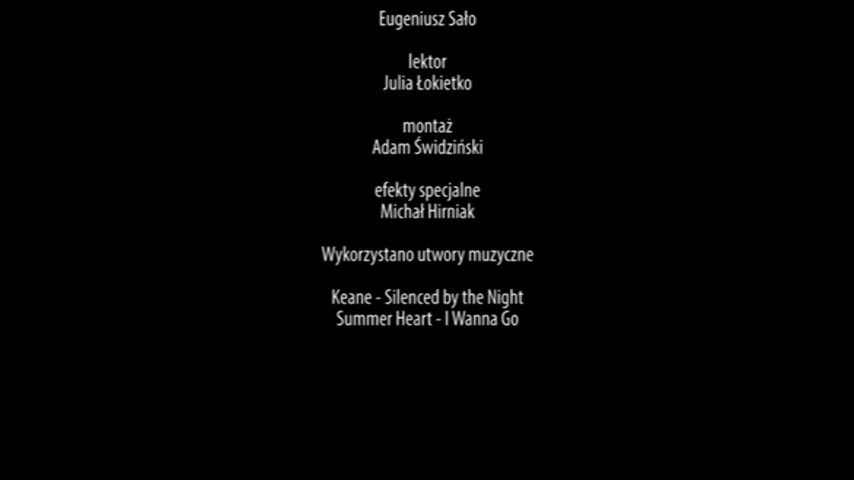 Eugeniusz Sało
lektor
Julia Łokietko
montaż
Adam Świdziński
efekty specjalne
Michał Hirniak
Wykorzystano utwory muzyczne
Keane - Silenced by the Night
Summer Heart - I Wanna Go